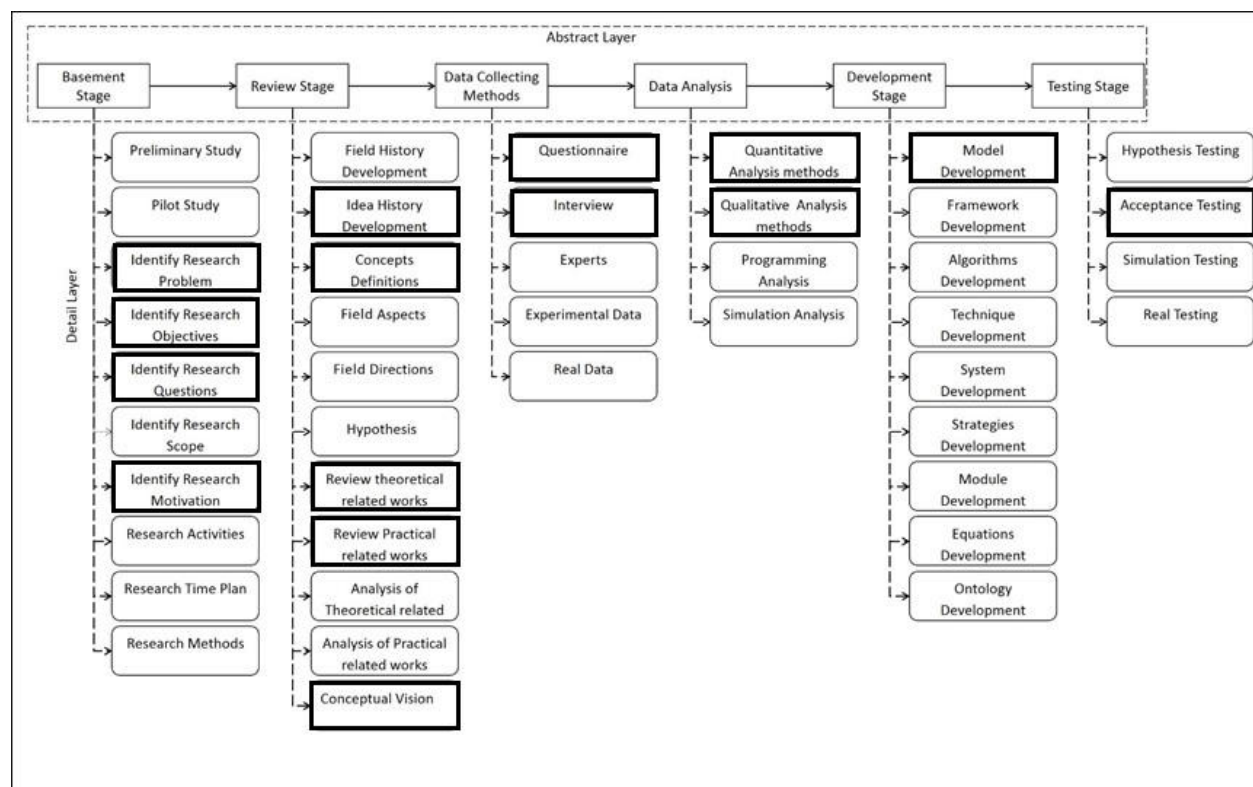 Abstract Layer
Basement
Stage
Review Stage
Data Collecting
Methods
Data Analysis
Development
Stage
Testing Stage
Detail Layer
Preliminary Study
Pilot Study
Identify Research
Problem
Identify Research
Objectives
Identify Research
Questions
Identify Research
Scope
Identify Research
Motivation
Research Activities
Research Time Plan
Research Methods
Field History
Development
Idea History
Development
Concepts
Definitions
Field Aspects
Field Directions
Hypothesis
Review theoretical
related works
Review Practical
related works
Analysis of
Theoretical related
Analysis of Practical
related works
Conceptual Vision
Questionnaire
Interview
Experts
Experimental Data
Real Data
Quantitative
Analysis methods
Qualitative Analysis
methods
Programming
Analysis
Simulation Analysis
Model
Development
Framework
Development
Algorithms
Development
Technique
Development
System
Development
Strategies
Development
Module
Development
Equations
Development
Ontology
Development
Hypothesis Testing
Acceptance Testing
Simulation Testing
Real Testing